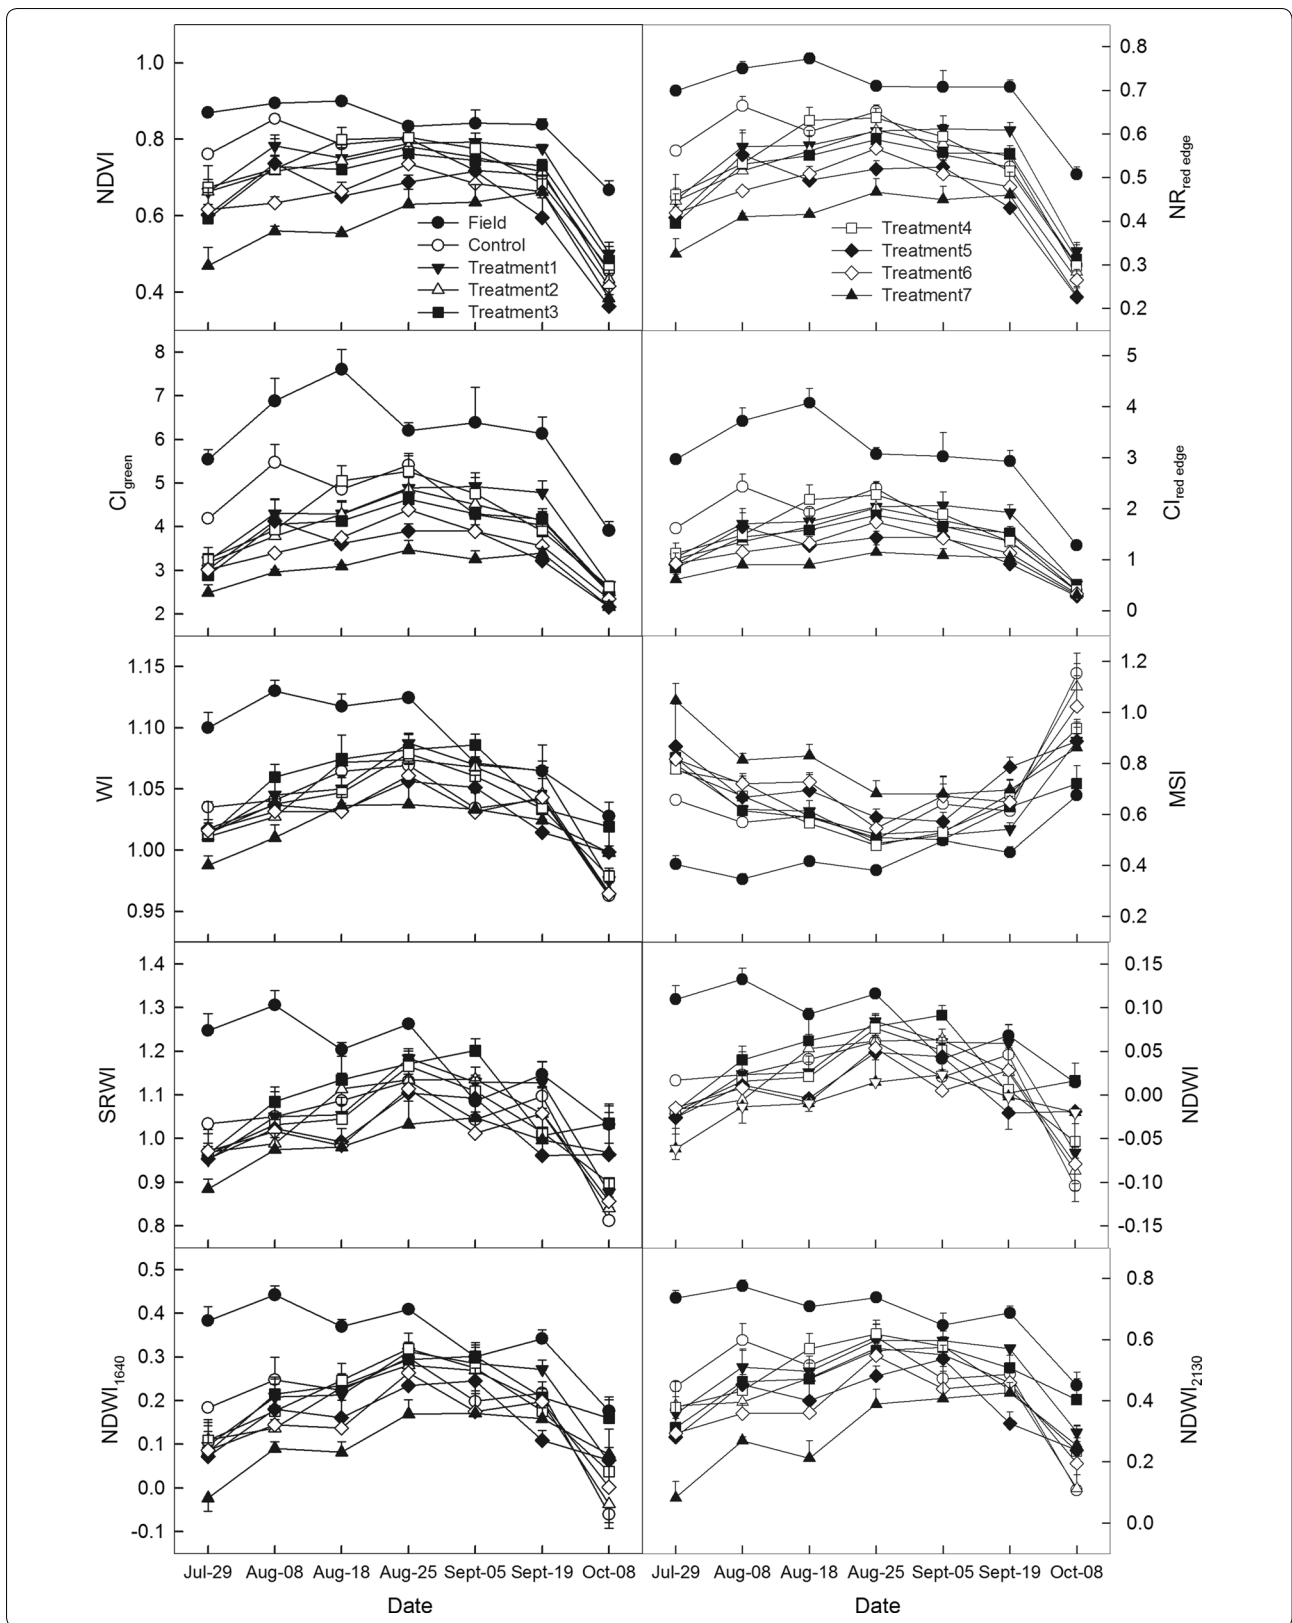 1.0
0.8
0.6
0.4
NDVI
Field
Control
Treatment1
Treatment2
Treatment3
0.8
0.7
0.6
0.5
0.4
0.3
0.2
NRred edge
Treatment4
Treatment5
Treatment6
Treatment7
8
7
6
5
4
3
2
CIgreen
5
4
3
2
1
0
CIred edge
1.15
1.10
1.05
1.00
0.95
WI
1.2
1.0
0.8
0.6
0.4
0.2
MSI
1.4
1.3
1.2
1.1
1.0
0.9
0.8
SRWI
0.15
0.10
0.05
0.00
-0.05
-0.10
-0.15
NDWI
0.5
0.4
0.3
0.2
0.1
0.0
-0.1
NDWI1640
0.8
0.6
0.4
0.2
0.0
NDWI2130
Jul-29 Aug-08 Aug-18 Aug-25 Sept-05 Sept-19 Oct-08
Date
Jul-29 Aug-08 Aug-18 Aug-25 Sept-05 Sept-19 Oct-08
Date